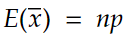 E(x̅) = np